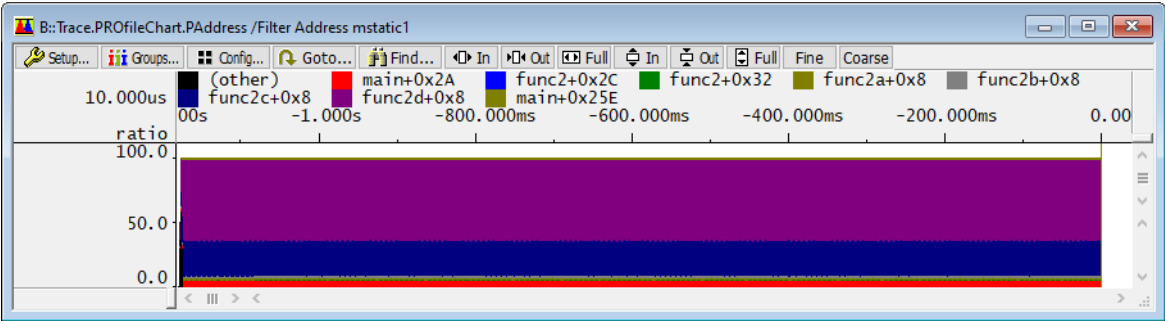 B::Trace.PROfileChart.PAddress /Filter Address mstatic1
Setup... Groups... Config... Goto... Find... In Out Full In Out Full Fine Coarse
(other) main+0x2A func2+0x2C func2+0x32 func2a+0x8 func2b+0x8
10.000us func2c+0x8 func2d+0x8 main+0x25E
00s -1.000s -800.000ms -600.000ms -400.000ms -200.000ms 0.00
ratio
100.0
50.0
0.0